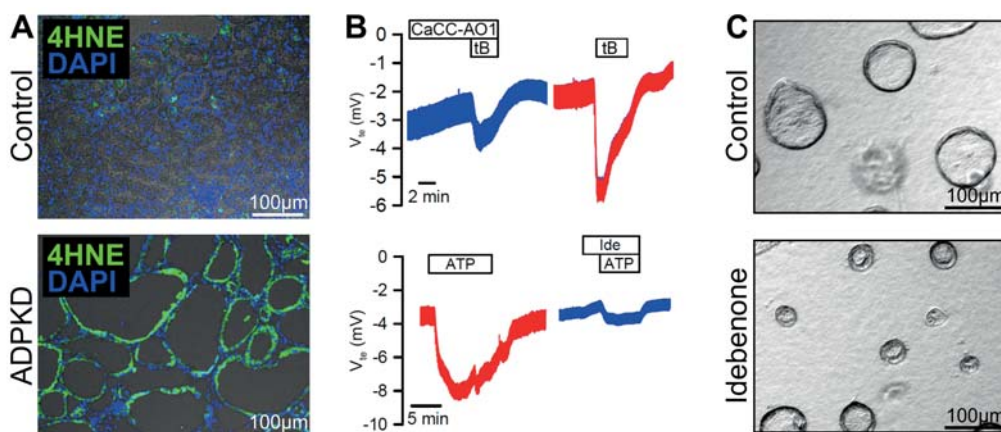 A
4HNE
DAPI
Control
100µm
4HNE
DAPI
ADPKD
100µm
B
CaCC-AO1
tB
tB
0
-1
-2
-3
-4
-5
-6
Vte (mV)
2 min
ATP
Ide
ATP
0
-2
-4
-6
-8
-10
Vte (mV)
5 min
C
Control
100µm
Idebenone
100µm